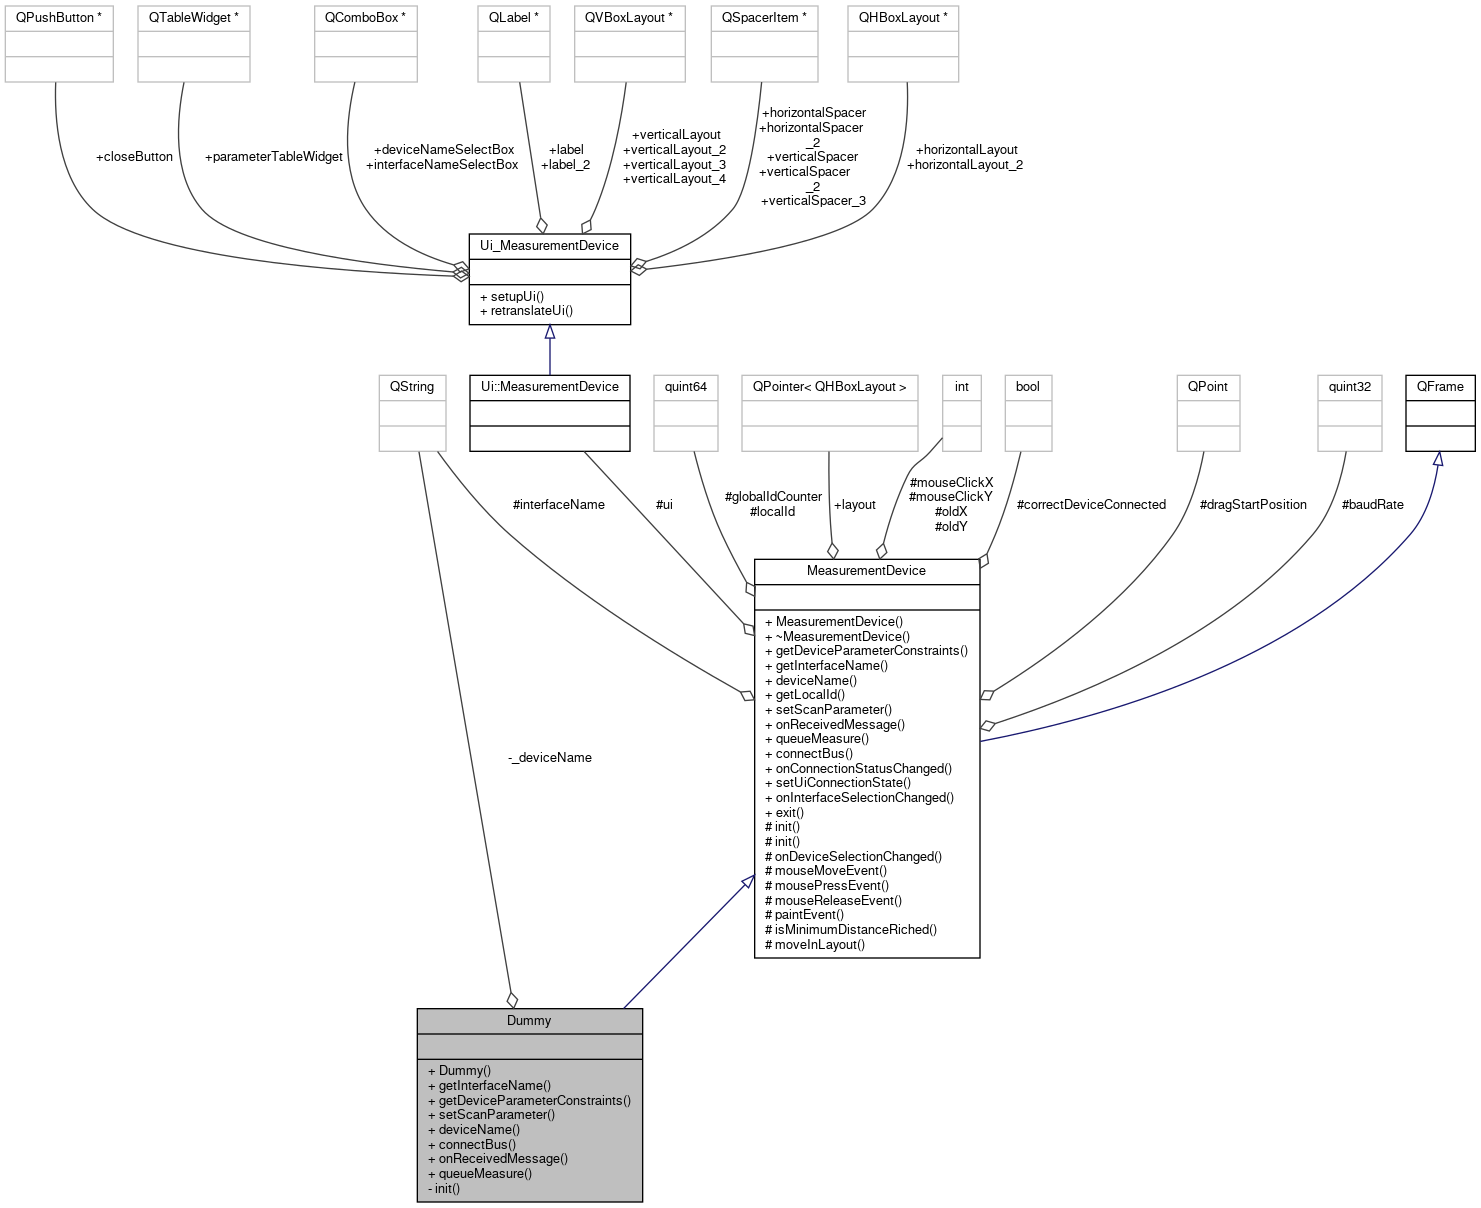 QPushButton *
QTableWidget *
QComboBox *
QLabel *
QVBoxLayout *
QSpacerItem *
QHBoxLayout *
+closeButton
+parameterTableWidget
+deviceNameSelectBox
+interfaceNameSelectBox
+label
+label_2
+verticalLayout
+verticalLayout_2
+verticalLayout_3
+verticalLayout_4
+horizontalSpacer
+horizontalSpacer
_2
+verticalSpacer
+verticalSpacer
_2
+verticalSpacer_3
+horizontalLayout
+horizontalLayout_2
Ui_MeasurementDevice
+ setupUi()
+ retranslateUi()
QString
Ui::MeasurementDevice
quint64
QPointer< QHBoxLayout >
int
bool
QPoint
quint32
QFrame
#interfaceName
#ui
#globalIdCounter
#localId
+layout
#mouseClickX
#mouseClickY
#oldX
#oldY
#correctDeviceConnected
#dragStartPosition
#baudRate
MeasurementDevice
+ MeasurementDevice()
+ ~MeasurementDevice()
+ getDeviceParameterConstraints()
+ getInterfaceName()
+ deviceName()
+ getLocalId()
+ setScanParameter()
+ onReceivedMessage()
+ queueMeasure()
+ connectBus()
+ onConnectionStatusChanged()
+ setUiConnectionState()
+ onInterfaceSelectionChanged()
+ exit()
# init()
# init()
# onDeviceSelectionChanged()
# mouseMoveEvent()
# mousePressEvent()
# mouseReleaseEvent()
# paintEvent()
# isMinimumDistanceRiched()
# moveInLayout()
-_deviceName
Dummy
+ Dummy()
+ getInterfaceName()
+ getDeviceParameterConstraints()
+ setScanParameter()
+ deviceName()
+ connectBus()
+ onReceivedMessage()
+ queueMeasure()
- init()